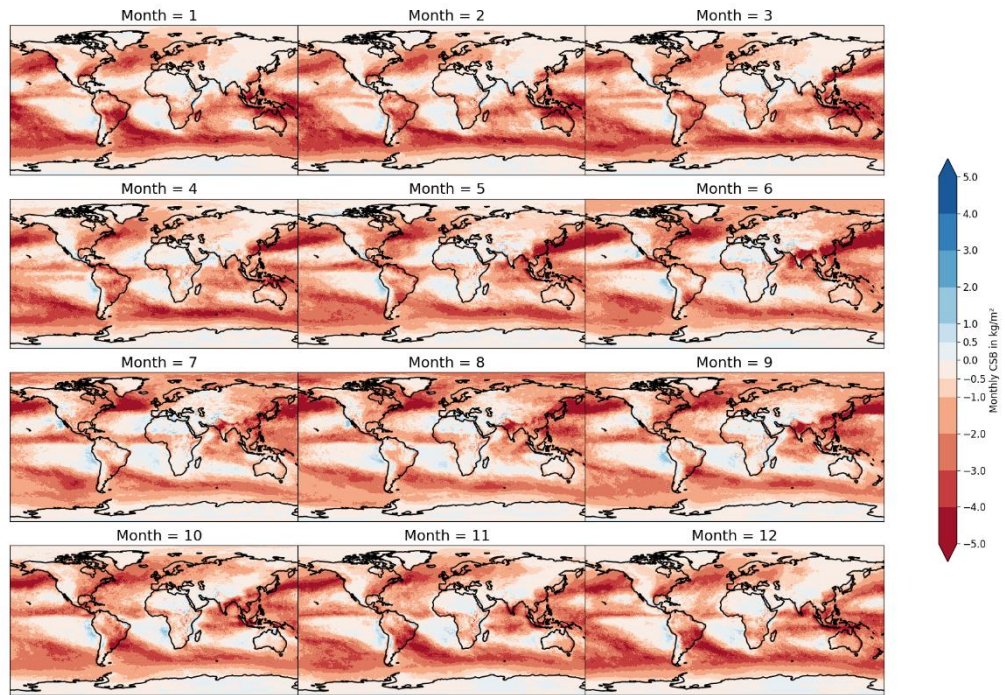 Month = 1
Month = 2
Month = 3
Month = 4
Month = 5
Month = 6
Month = 7
Month = 8
Month = 9
Month = 10
Month = 11
Month = 12
5.0
4.0
3.0
2.0
1.0
0.5
0.0
−0.5
−1.0
−2.0
−3.0
−4.0
−5.0
Monthly CSB in kg/m²